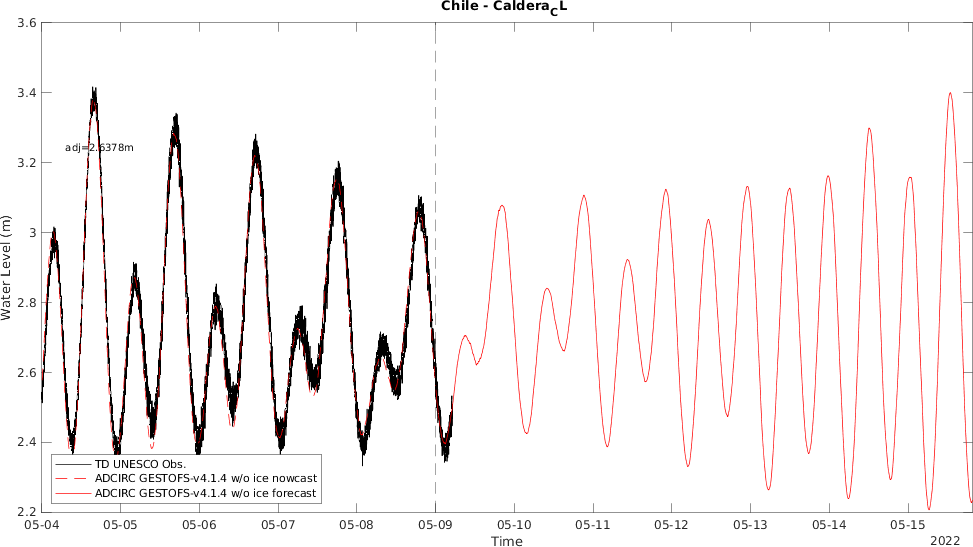 Chile - Caldera_CL
3.6
3.4
3.2
3
2.8
2.6
2.4
2.2
Water Level (m)
adj=2.6378m
TD UNESCO Obs.
ADCIRC GESTOFS-v4.1.4 w/o ice nowcast
ADCIRC GESTOFS-v4.1.4 w/o ice forecast
05-04 05-05 05-06 05-07 05-08 05-09 05-10 05-11 05-12 05-13 05-14 05-15
Time
2022